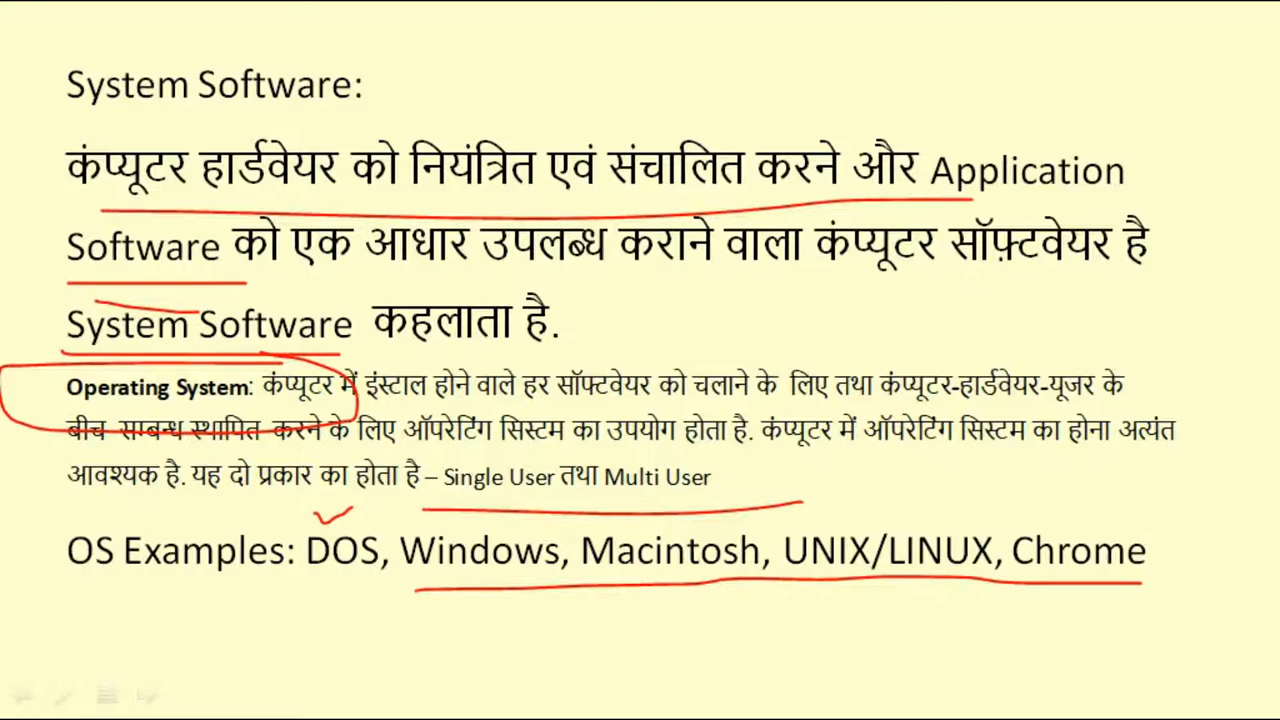 System Software:
कंप्यूटर हार्डवेयर को नियंत्रित एवं संचालित करने और Application
Software को एक आधार उपलब्ध कराने वाला कंप्यूटर सॉफ़्टवेयर है
System Software कहलाता है.
Operating System: कंप्यूटर में इंस्टाल होने वाले हर सॉफ्टवेयर को चलाने के लिए तथा कंप्यूटर-हार्डवेयर-यूजर के
बीच सम्बन्ध स्थापित करने के लिए ऑपरेटिंग सिस्टम का उपयोग होता है. कंप्यूटर में ऑपरेटिंग सिस्टम का होना अत्यंत
आवश्यक है. यह दो प्रकार का होता है – Single User तथा Multi User
OS Examples: DOS, Windows, Macintosh, UNIX/LINUX, Chrome